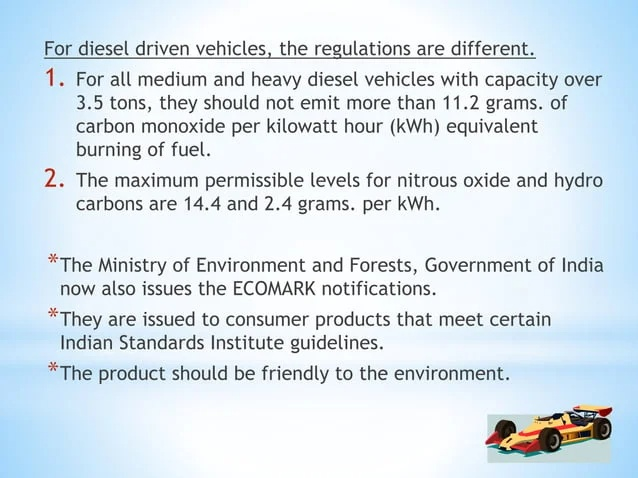 For diesel driven vehicles, the regulations are different.
1. For all medium and heavy diesel vehicles with capacity over
3.5 tons, they should not emit more than 11.2 grams. of
carbon monoxide per kilowatt hour (kWh) equivalent
burning of fuel.
2. The maximum permissible levels for nitrous oxide and hydro
carbons are 14.4 and 2.4 grams. per kWh.
*The Ministry of Environment and Forests, Government of India
now also issues the ECOMARK notifications.
*They are issued to consumer products that meet certain
Indian Standards Institute guidelines.
*The product should be friendly to the environment.